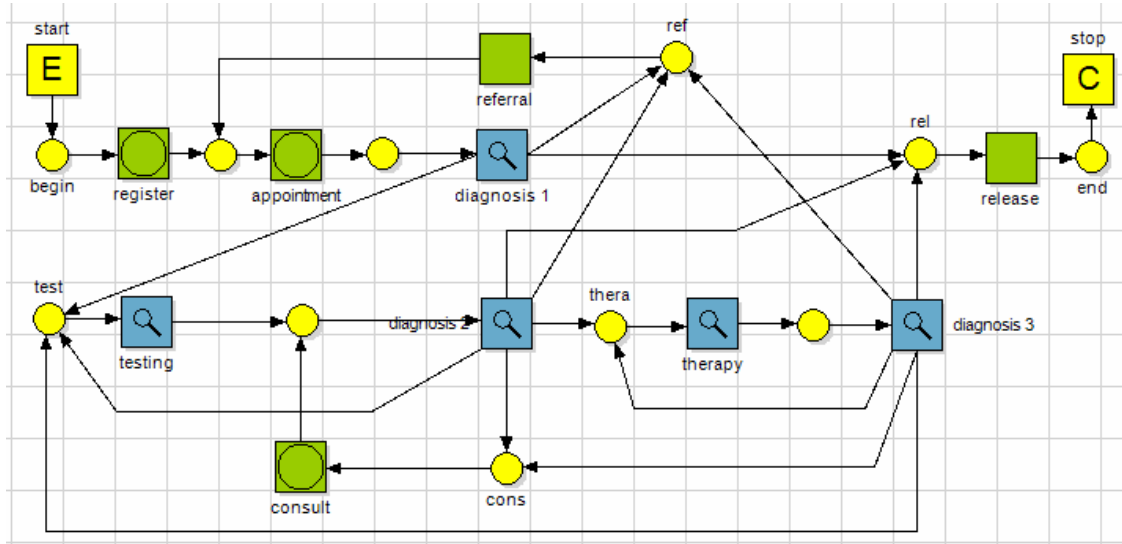 start
ref
stop
E
C
referral
rel
begin
register
appointment
diagnosis 1
release
end
test
thera
diagnosis 2
diagnosis 3
testing
therapy
consult
cons